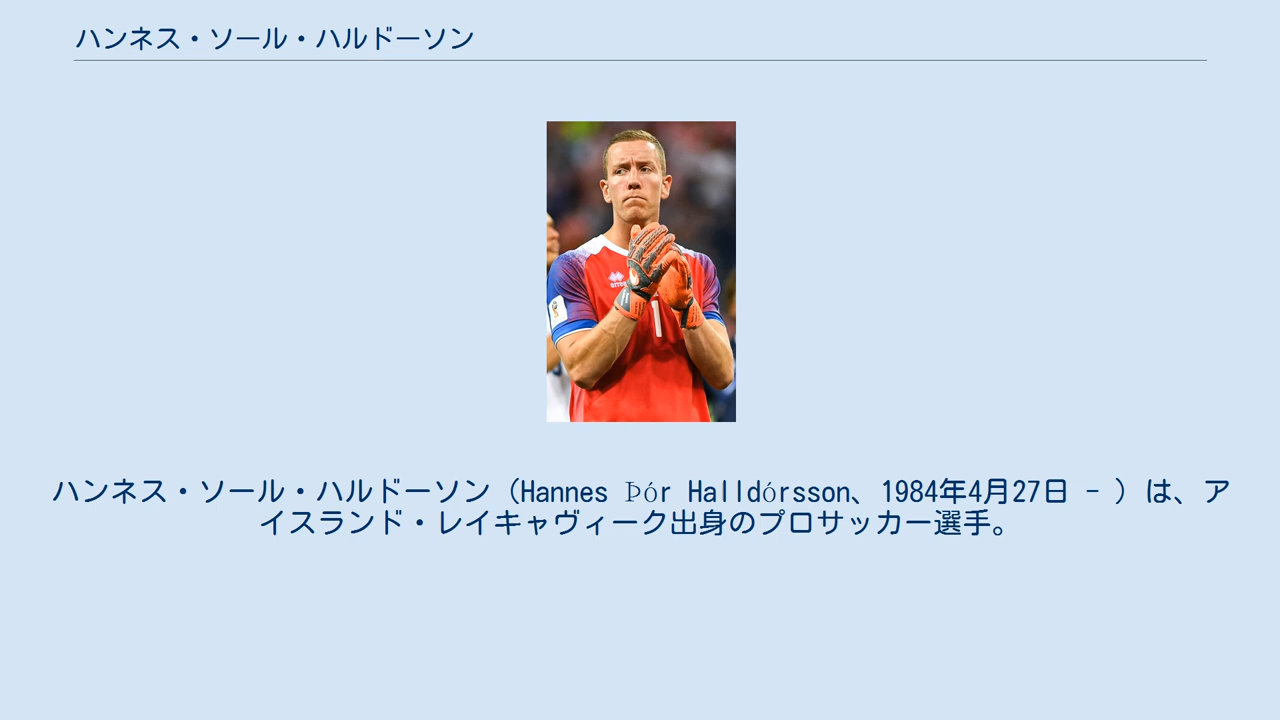 ハンネス・ソール・ハルドーソン
1
ハンネス・ソール・ハルドーソン（Hannes Þór Halldórsson、1984年4月27日 - ）は、ア
イスランド・レイキャヴィーク出身のプロサッカー選手。